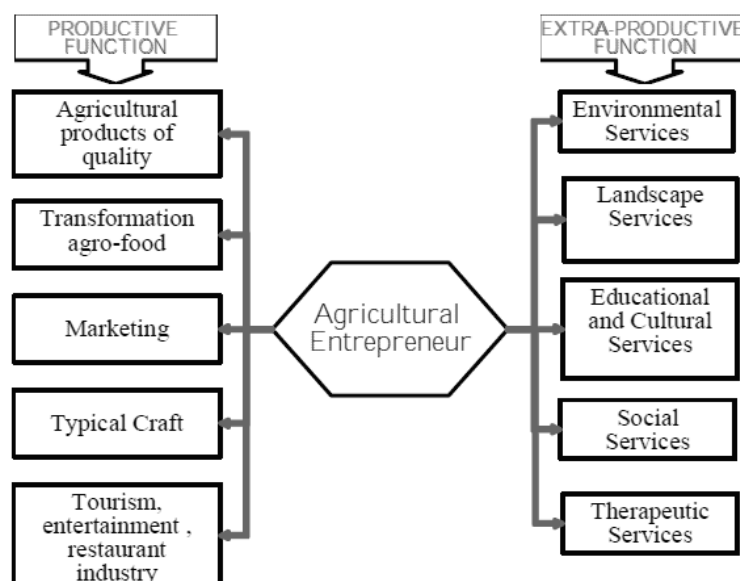 PRODUCTIVE
FUNCTION
Agricultural
products of
quality
Transformation
agro-food
Marketing
Typical Craft
Tourism,
entertainment ,
restaurant
industry
Agricultural
Entrepreneur
EXTRA-PRODUCTIVE
FUNCTION
Environmental
Services
Landscape
Services
Educational
and Cultural
Services
Social
Services
Therapeutic
Services